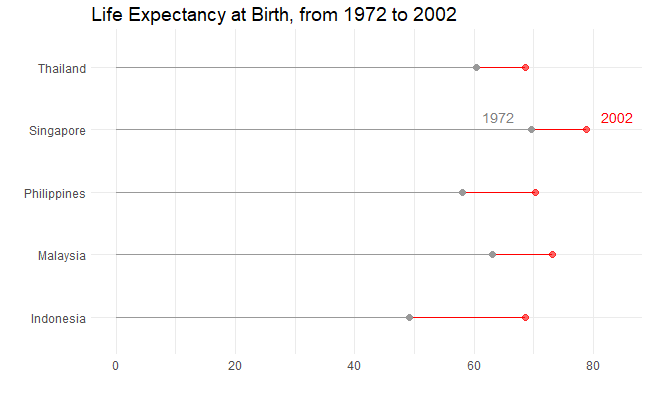 Life Expectancy at Birth, from 1972 to 2002
Thailand
1972 2002
Singapore
Philippines
Malaysia
Indonesia
0 20 40 60 80